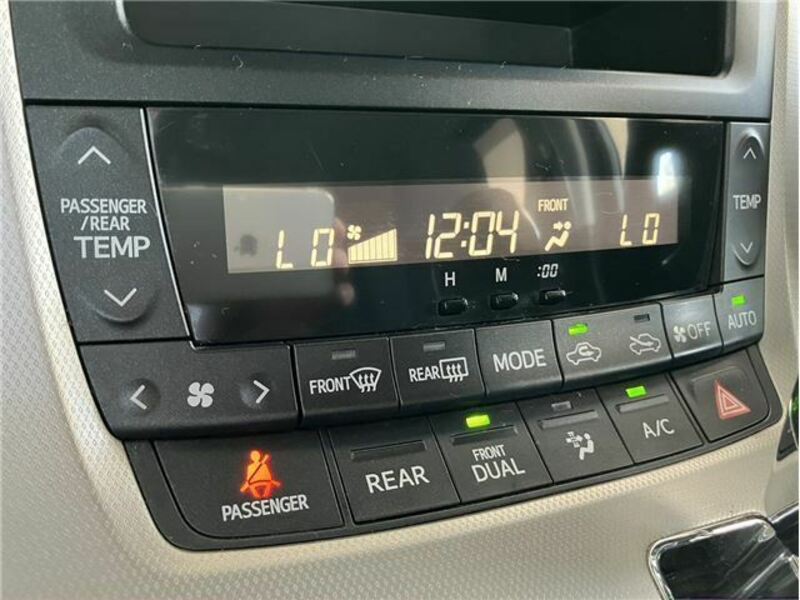 PASSENGER
/REAR
TEMP
LO
12:04
FRONT
LO
TEMP
H M :00
FRONT
REAR
MODE
OFF
AUTO
PASSENGER
REAR
FRONT
DUAL
A/C